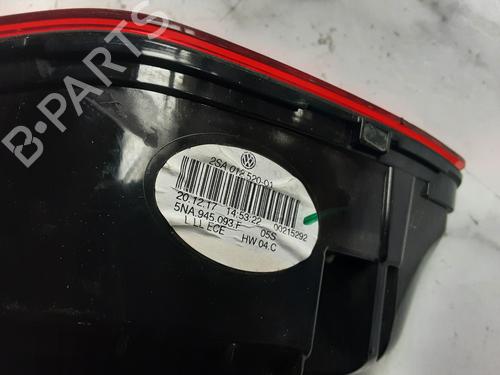 2SA 012 520-01
20.12.17 14:53:22 00215292
5NA.945.093.F 05S
L LL ECE HW 04.C
B-PARTS